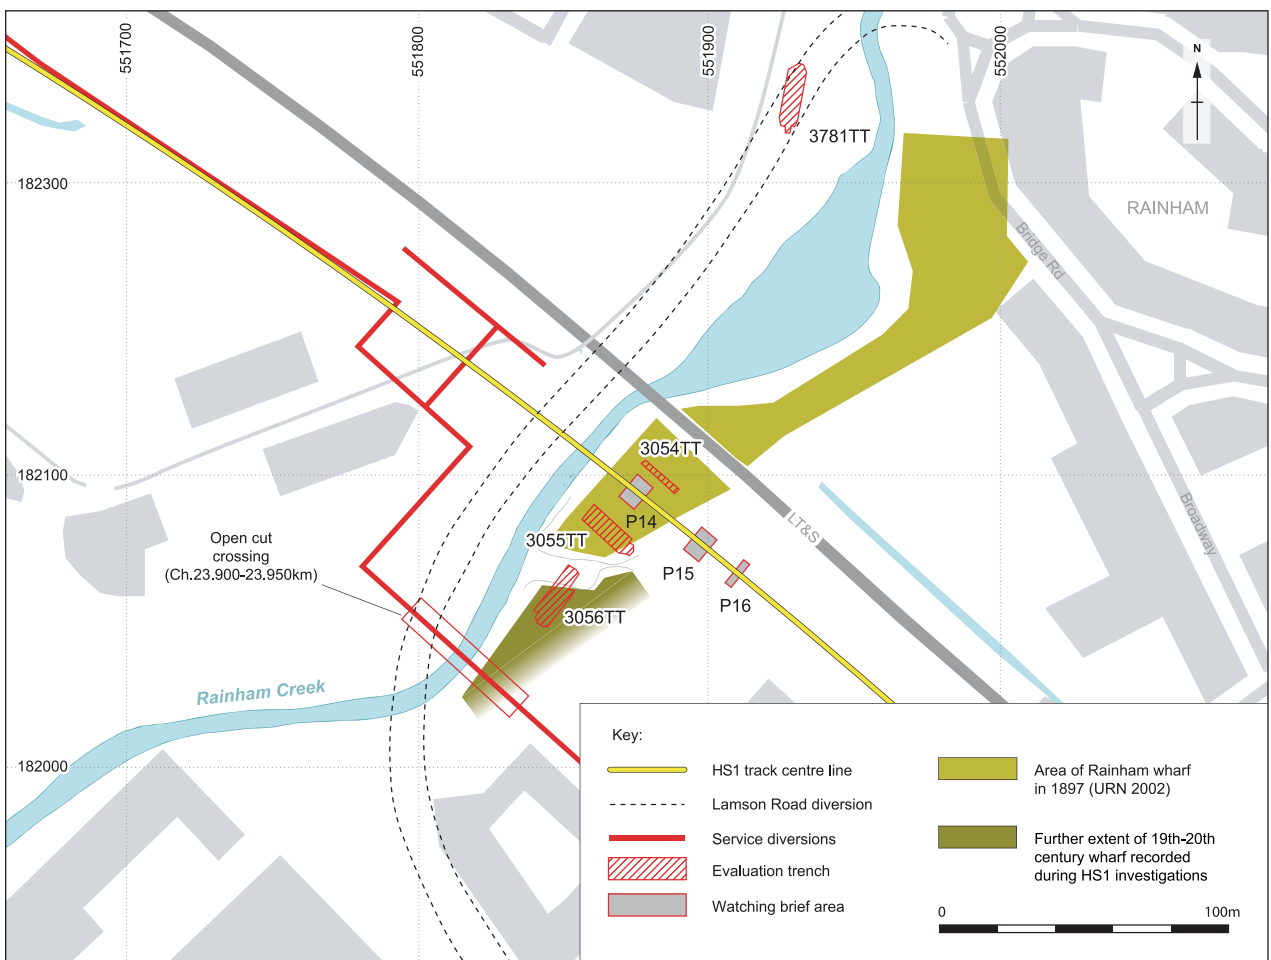 551700
551800
551900
552000
N
3781TT
182300
RAINHAM
Bridge Rd
3054TT
182100
P14
LT&S
Broadway
3055TT
Open cut
crossing
(Ch.23.900-23.950km)
P15
P16
3056TT
Rainham Creek
182000
Key:
HS1 track centre line
Lamson Road diversion
Service diversions
Evaluation trench
Watching brief area
Area of Rainham wharf
in 1897 (URN 2002)
Further extent of 19th-20th
century wharf recorded
during HS1 investigations
0 100m